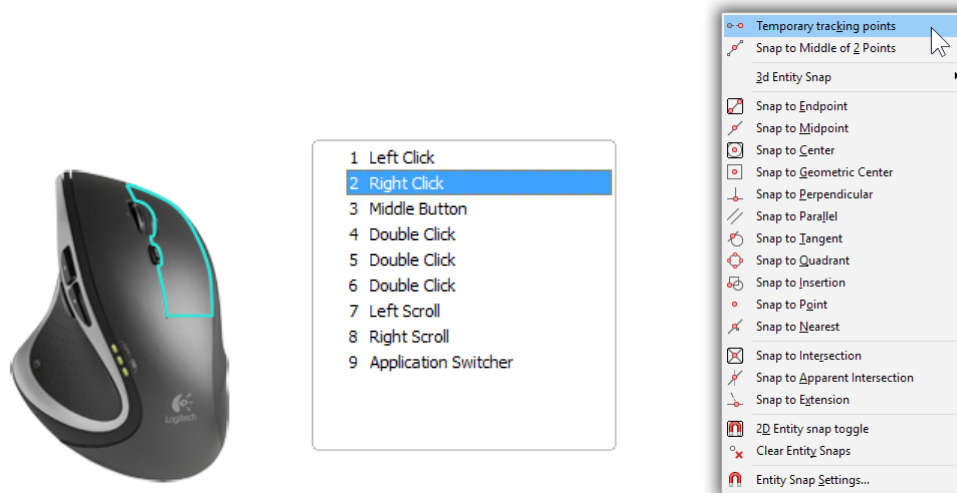 Logitech
1 Left Click
2 Right Click
3 Middle Button
4 Double Click
5 Double Click
6 Double Click
7 Left Scroll
8 Right Scroll
9 Application Switcher
Temporary tracking points
Snap to Middle of 2 Points
3d Entity Snap
Snap to Endpoint
Snap to Midpoint
Snap to Center
Snap to Geometric Center
Snap to Perpendicular
Snap to Parallel
Snap to Tangent
Snap to Quadrant
Snap to Insertion
Snap to Point
Snap to Nearest
Snap to Intersection
Snap to Apparent Intersection
Snap to Extension
2D Entity snap toggle
Clear Entity Snaps
Entity Snap Settings...